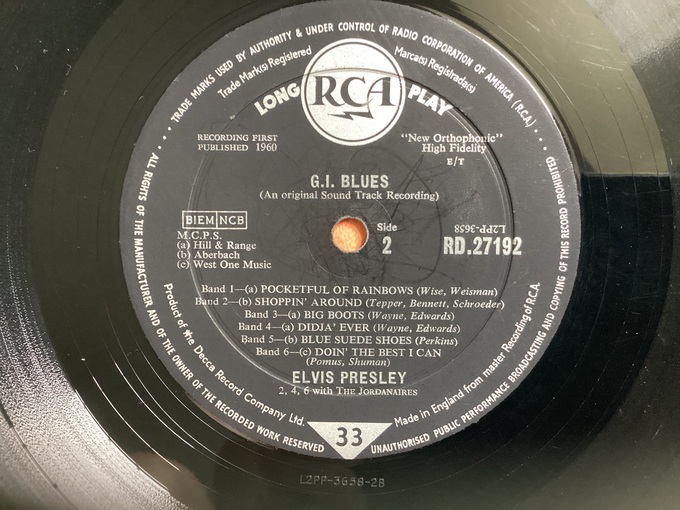 TRADE MARKS USED BY AUTHORITY & UNDER CONTROL OF RADIO CORPORATION OF AMERICA (R.C.A.)
Trade Mark(s) Registered
Marca(s) Registrada(s)
LONG RCA PLAY
RECORDING FIRST
PUBLISHED 1960
"New Orthophonic"
High Fidelity
E/T
G.I. BLUES
(An original Sound Track Recording)
BIEM NCB
M.C.P.S.
(a) Hill & Range
(b) Aberbach
(c) West One Music
Side
2
L2PP-3658
RD.27192
Band 1—(a) POCKETFUL OF RAINBOWS (Wise, Weisman)
Band 2—(b) SHOPPIN' AROUND (Tepper, Bennett, Schroeder)
Band 3—(a) BIG BOOTS (Wayne, Edwards)
Band 4—(a) DIDJA' EVER (Wayne, Edwards)
Band 5—(b) BLUE SUEDE SHOES (Perkins)
Band 6—(c) DOIN' THE BEST I CAN
(Pomus, Shuman)
ELVIS PRESLEY
2, 4, 6 with THE JORDANAIRES
Product of The Decca Record Company Ltd.
Made in England from master Recording of R.C.A.
33
ALL RIGHTS OF THE MANUFACTURER AND OF THE OWNER OF THE RECORDED WORK RESERVED
UNAUTHORISED PUBLIC PERFORMANCE BROADCASTING AND COPYING OF THIS RECORD PROHIBITED
L2PP-3658-2B